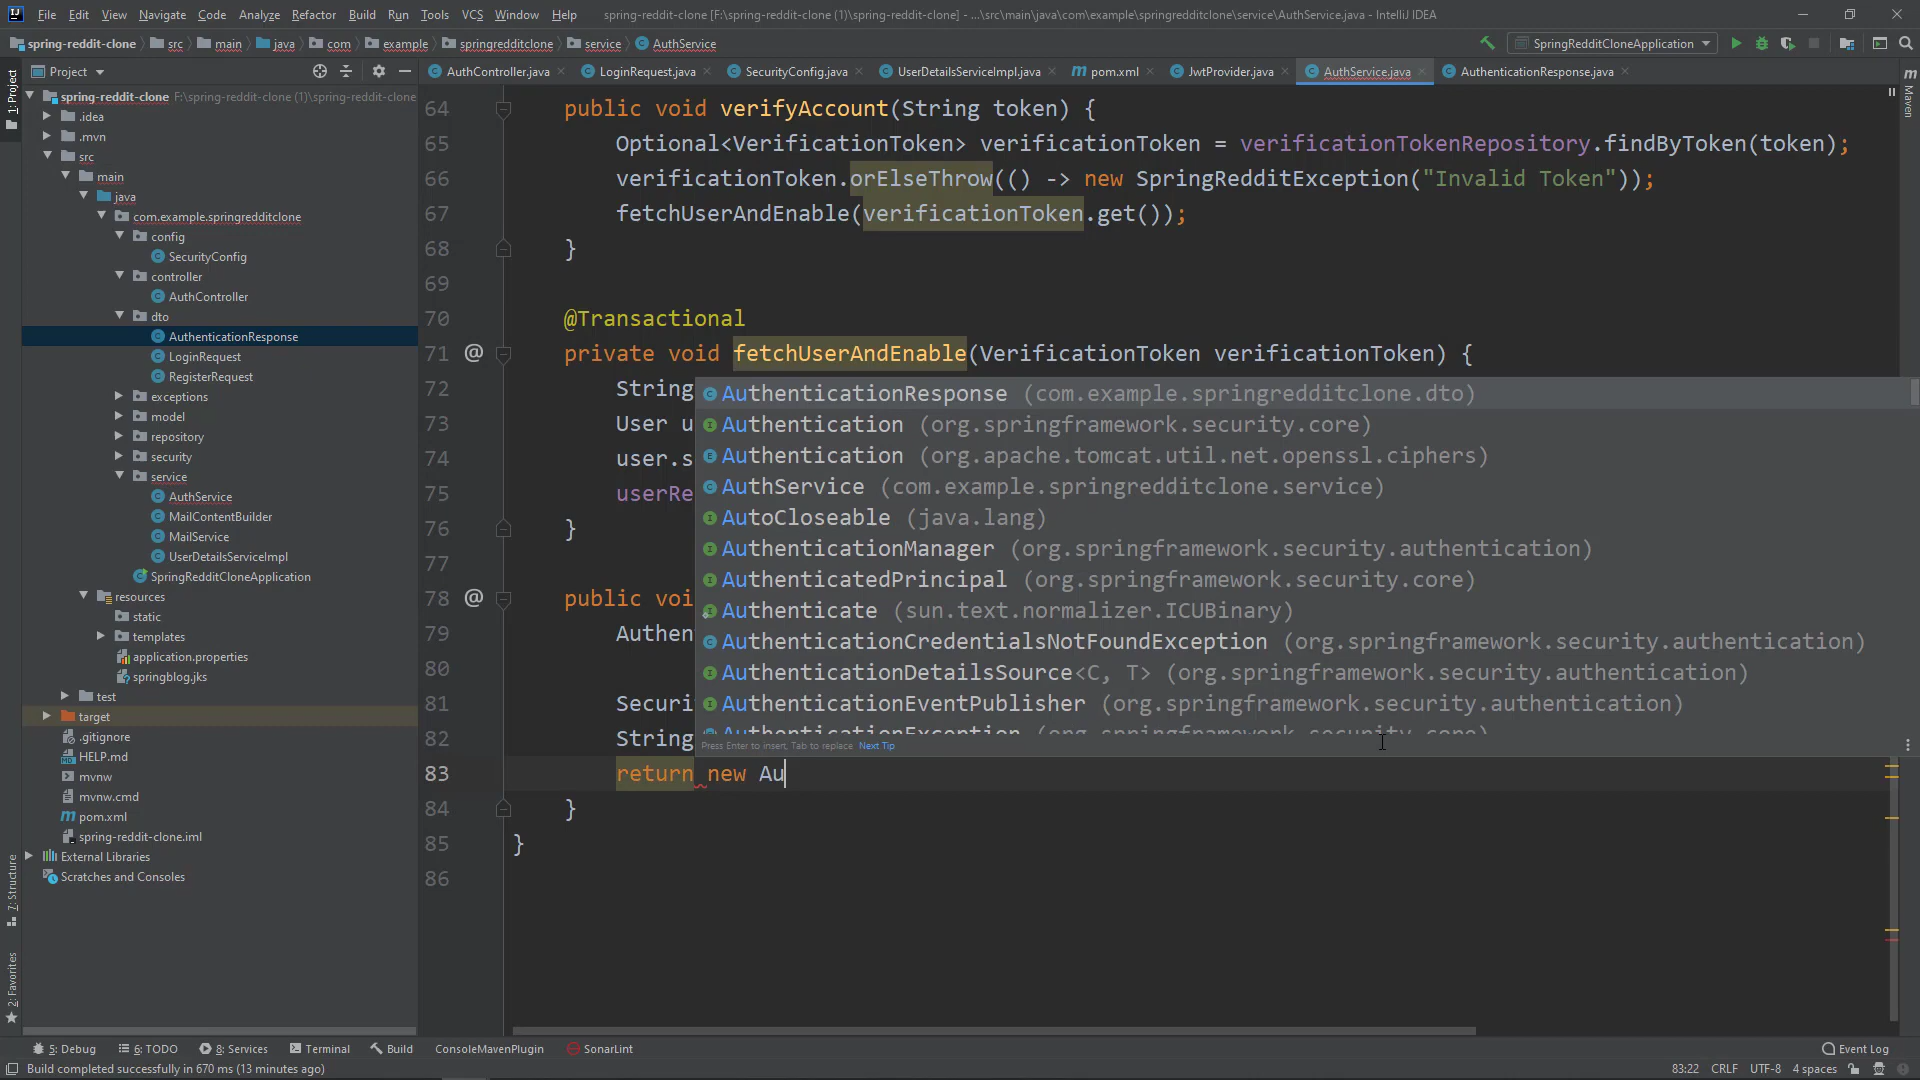 File Edit View Navigate Code Analyze Refactor Build Run Tools VCS Window Help spring-reddit-clone [F:\spring-reddit-clone (1)\spring-reddit-clone] - ...\src\main\java\com\example\springredditclone\service\AuthService.java - IntelliJ IDEA
spring-reddit-clone src main java com example springredditclone service AuthService SpringRedditCloneApplication
Project AuthController.java LoginRequest.java SecurityConfig.java UserDetailsServiceImpl.java pom.xml JwtProvider.java AuthService.java AuthenticationResponse.java
1: Project
Maven
spring-reddit-clone F:\spring-reddit-clone (1)\spring-reddit-clone
.idea
.mvn
src
main
java
com.example.springredditclone
config
SecurityConfig
controller
AuthController
dto
AuthenticationResponse
LoginRequest
RegisterRequest
exceptions
model
repository
security
service
AuthService
MailContentBuilder
MailService
UserDetailsServiceImpl
SpringRedditCloneApplication
resources
static
templates
application.properties
springblog.jks
test
target
.gitignore
HELP.md
mvnw
mvnw.cmd
pom.xml
spring-reddit-clone.iml
External Libraries
Scratches and Consoles
7: Structure
2: Favorites
64 public void verifyAccount(String token) {
65 Optional<VerificationToken> verificationToken = verificationTokenRepository.findByToken(token);
66 verificationToken.orElseThrow(() -> new SpringRedditException("Invalid Token"));
67 fetchUserAndEnable(verificationToken.get());
68 }
69
70 @Transactional
71 @ private void fetchUserAndEnable(VerificationToken verificationToken) {
72 String
73 User u
74 user.s
75 userRe
76 }
77
78 @ public voi
79 Authen
80
81 Securi
82 String
83 return new Au
84 }
85 }
86
AuthenticationResponse (com.example.springredditclone.dto)
Authentication (org.springframework.security.core)
Authentication (org.apache.tomcat.util.net.openssl.ciphers)
AuthService (com.example.springredditclone.service)
AutoCloseable (java.lang)
AuthenticationManager (org.springframework.security.authentication)
AuthenticatedPrincipal (org.springframework.security.core)
Authenticate (sun.text.normalizer.ICUBinary)
AuthenticationCredentialsNotFoundException (org.springframework.security.authentication)
AuthenticationDetailsSource<C, T> (org.springframework.security.authentication)
AuthenticationEventPublisher (org.springframework.security.authentication)
AuthenticationException (org.springframework.security.core)
Press Enter to insert, Tab to replace Next Tip
5: Debug 6: TODO 8: Services Terminal Build ConsoleMavenPlugin SonarLint Event Log
Build completed successfully in 670 ms (13 minutes ago) 83:22 CRLF UTF-8 4 spaces